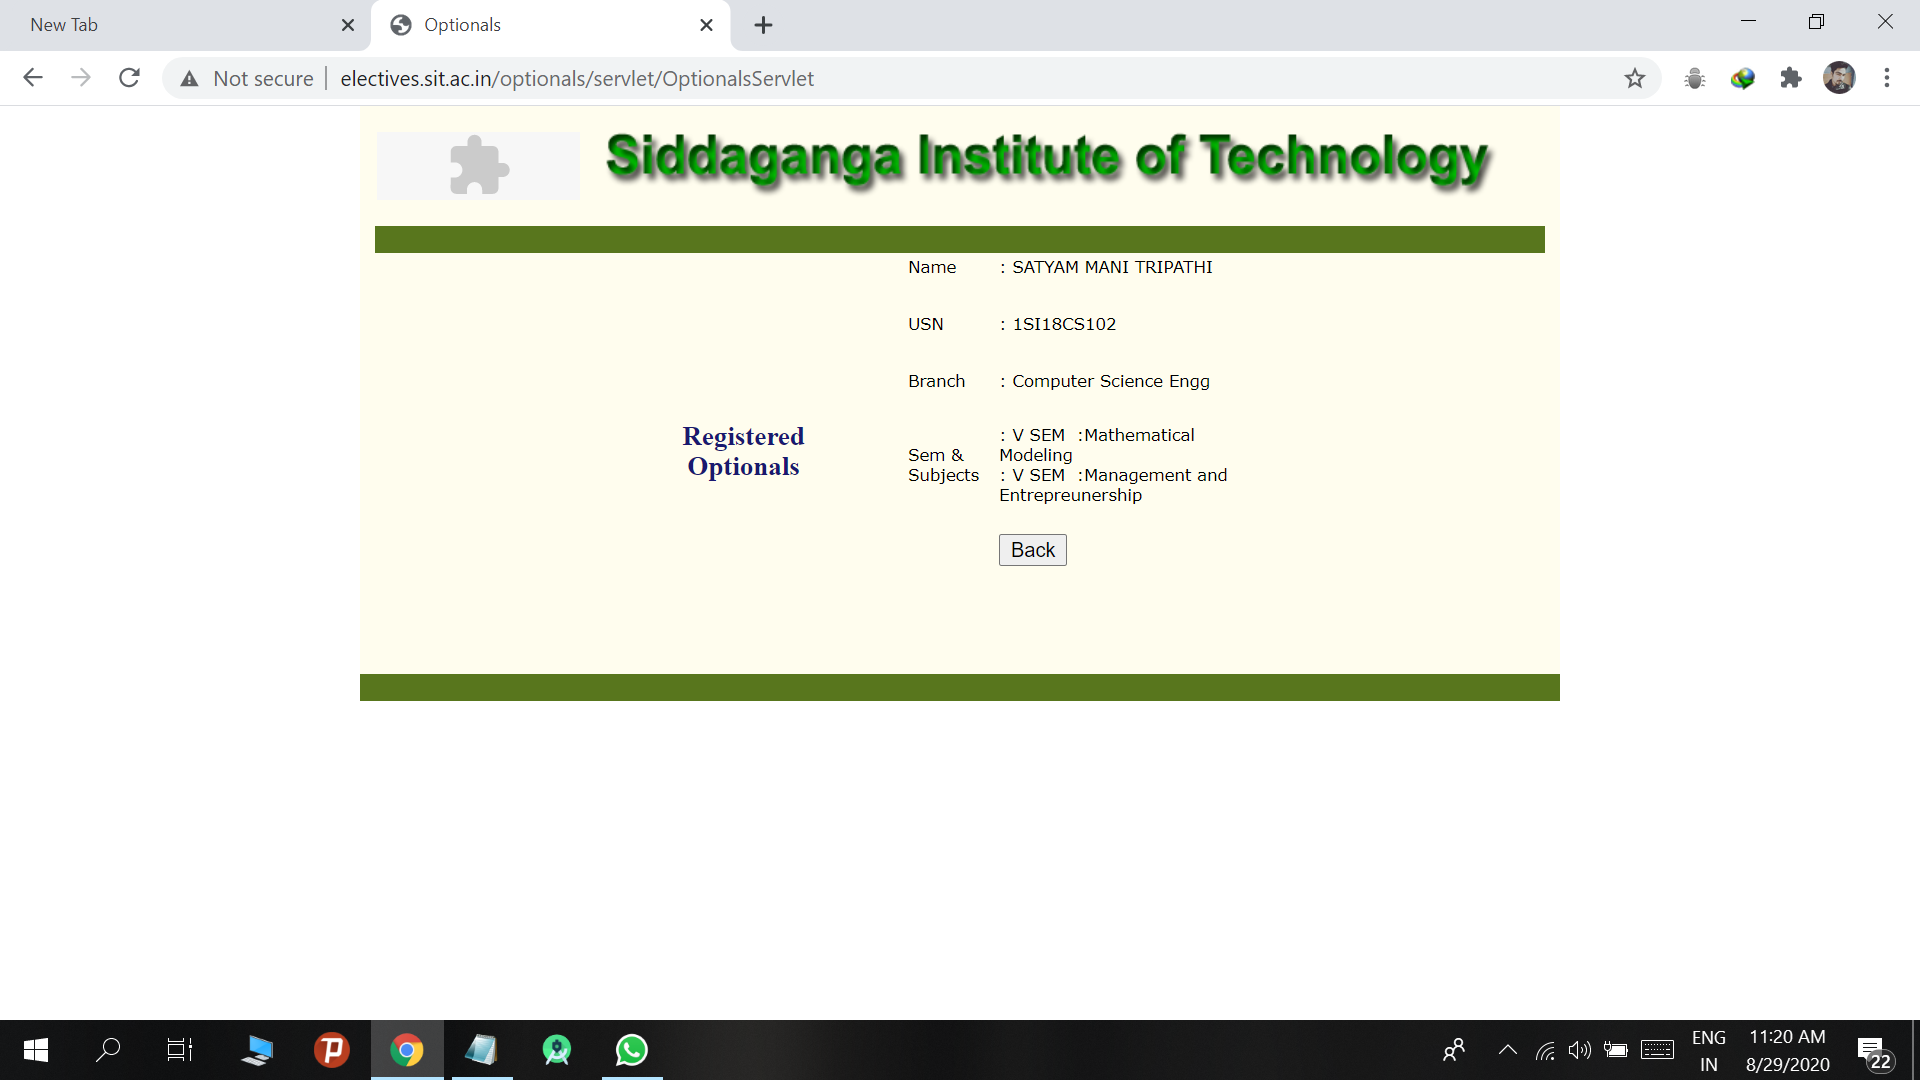 New Tab
Optionals
Not secure
electives.sit.ac.in/optionals/servlet/OptionalsServlet
Siddaganga Institute of Technology
Name : SATYAM MANI TRIPATHI
USN : 1SI18CS102
Branch : Computer Science Engg
Registered
Optionals
Sem &
Subjects
: V SEM :Mathematical
Modeling
: V SEM :Management and
Entrepreunership
Back
ENG
IN
11:20 AM
8/29/2020
22